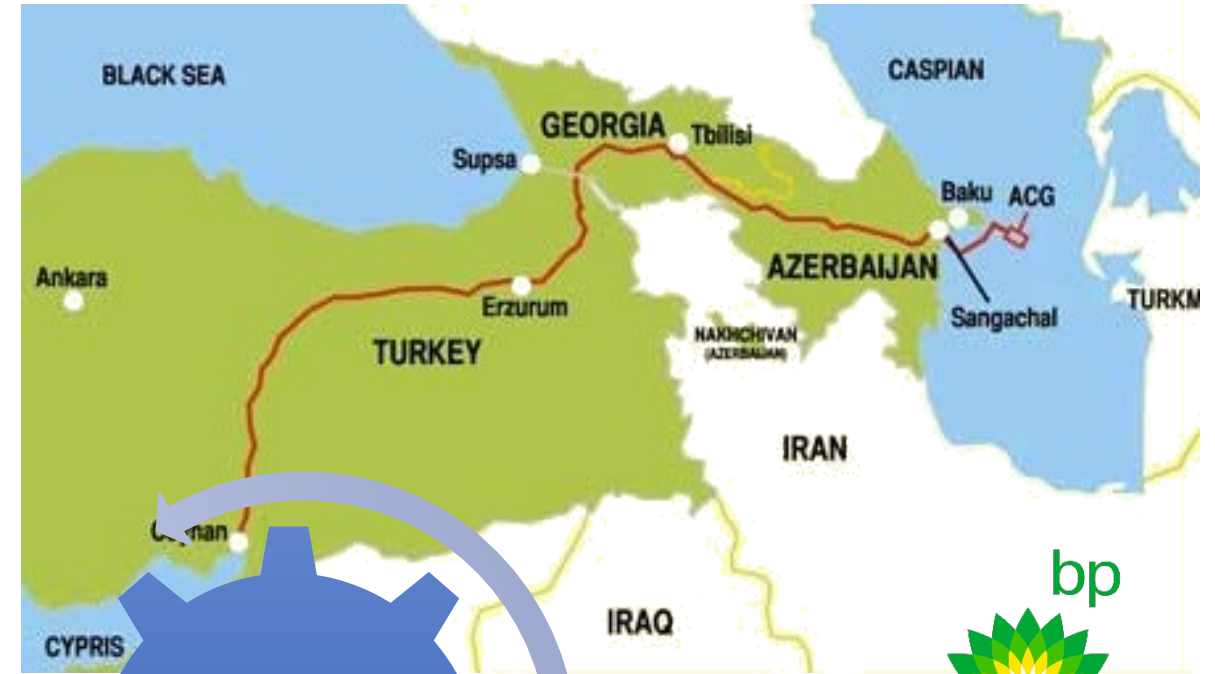 BLACK SEA
CASPIAN
GEORGIA
Tbilisi
Supsa
Baku
ACG
AZERBAIJAN
Ankara
Erzurum
Sangachal
TURKM
TURKEY
NAKHCHIVAN
(AZERBAIJAN)
IRAN
bp
IRAQ
CYPRIS